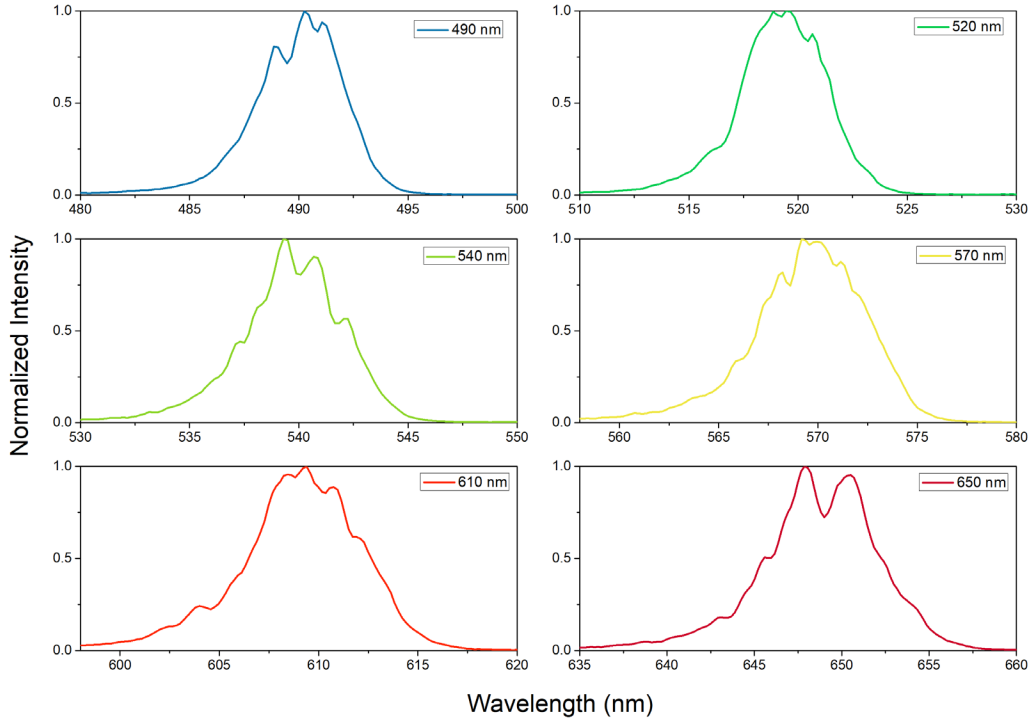 490 nm
1.0
0.5
0.0
480 485 490 495 500
520 nm
1.0
0.5
0.0
510 515 520 525 530
540 nm
1.0
0.5
0.0
530 535 540 545 550
570 nm
1.0
0.5
0.0
560 565 570 575 580
610 nm
1.0
0.5
0.0
600 605 610 615 620
650 nm
1.0
0.5
0.0
635 640 645 650 655 660
Normalized Intensity
Wavelength (nm)